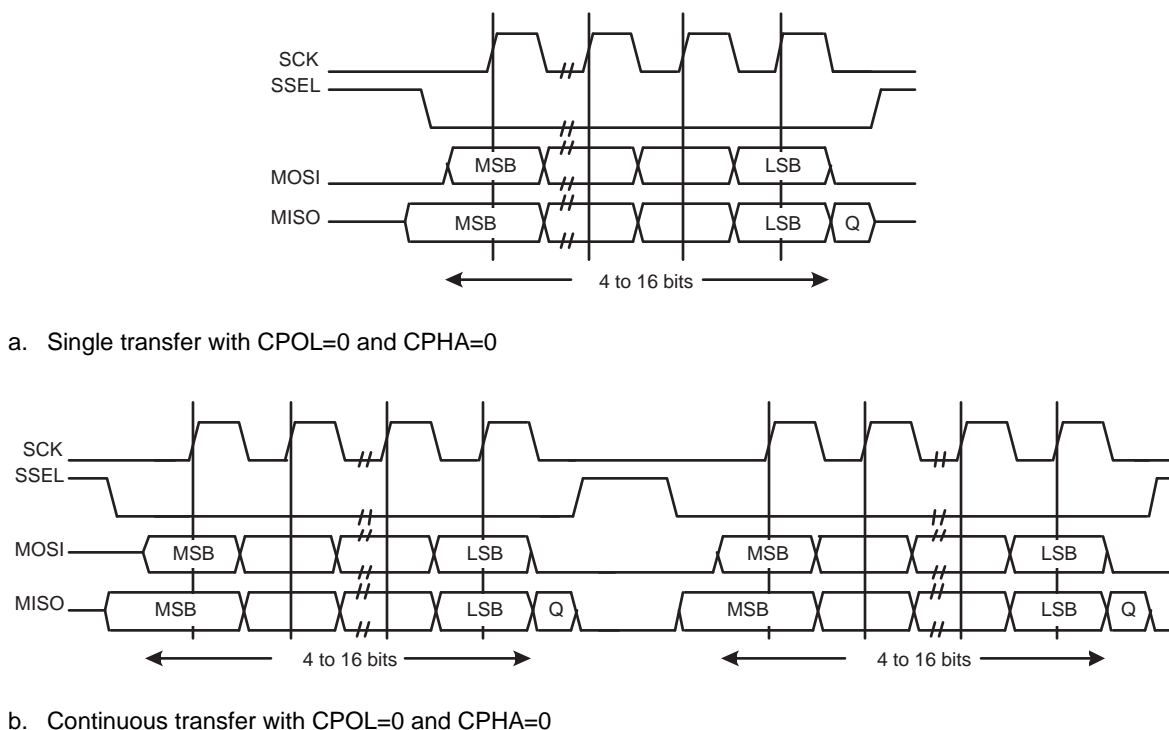 SCK
SSEL
MOSI MSB LSB
MISO MSB LSB Q
4 to 16 bits
a. Single transfer with CPOL=0 and CPHA=0
SCK
SSEL
MOSI MSB LSB MSB LSB
MISO MSB LSB Q MSB LSB Q
4 to 16 bits 4 to 16 bits
b. Continuous transfer with CPOL=0 and CPHA=0